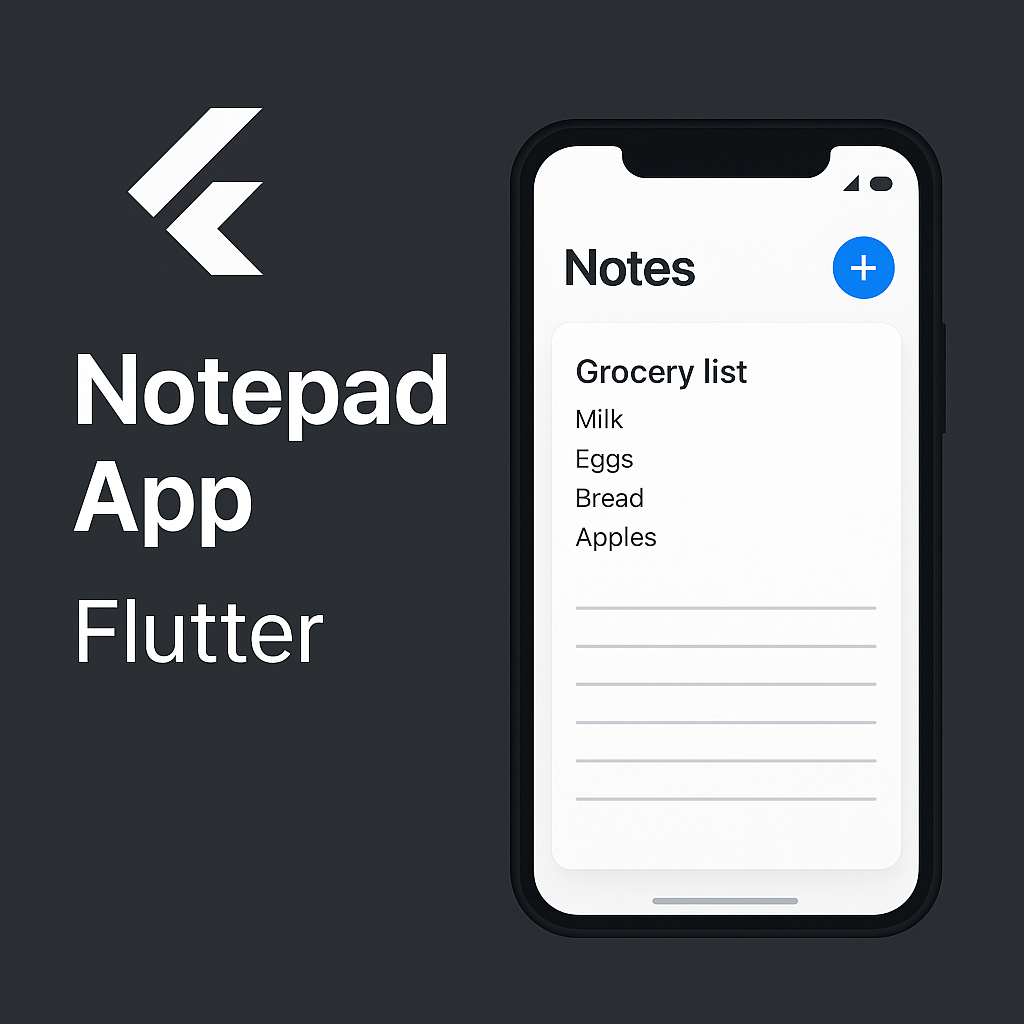 Notepad
App
Flutter
Notes
Grocery list
Milk
Eggs
Bread
Apples